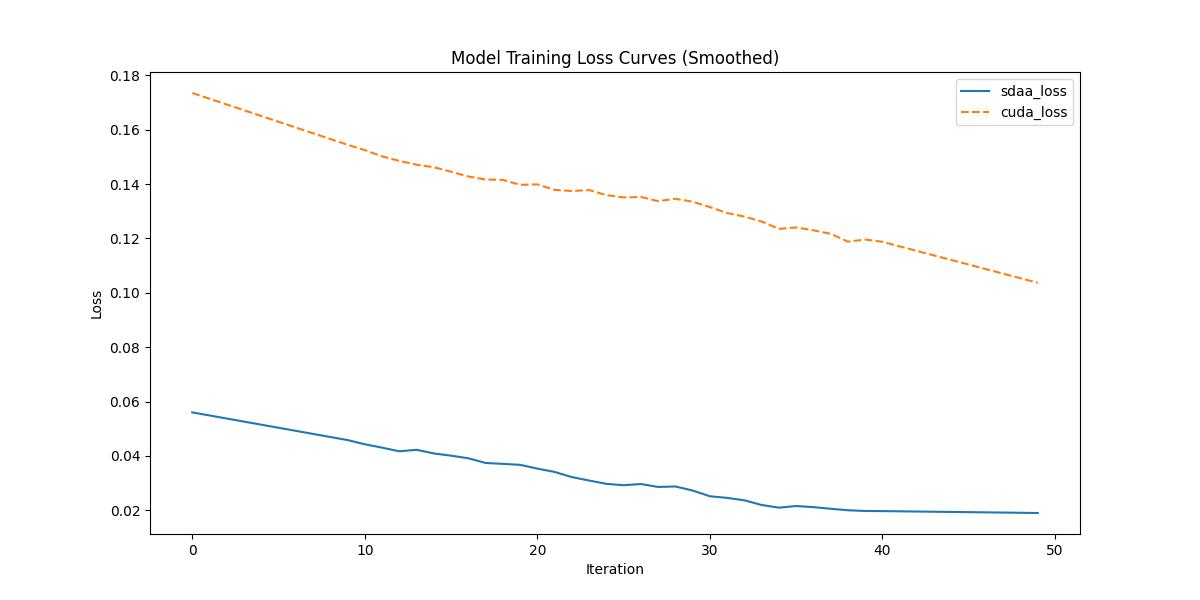 Model Training Loss Curves (Smoothed)
sdaa_loss
cuda_loss
Loss
0.18
0.16
0.14
0.12
0.10
0.08
0.06
0.04
0.02
0 10 20 30 40 50
Iteration